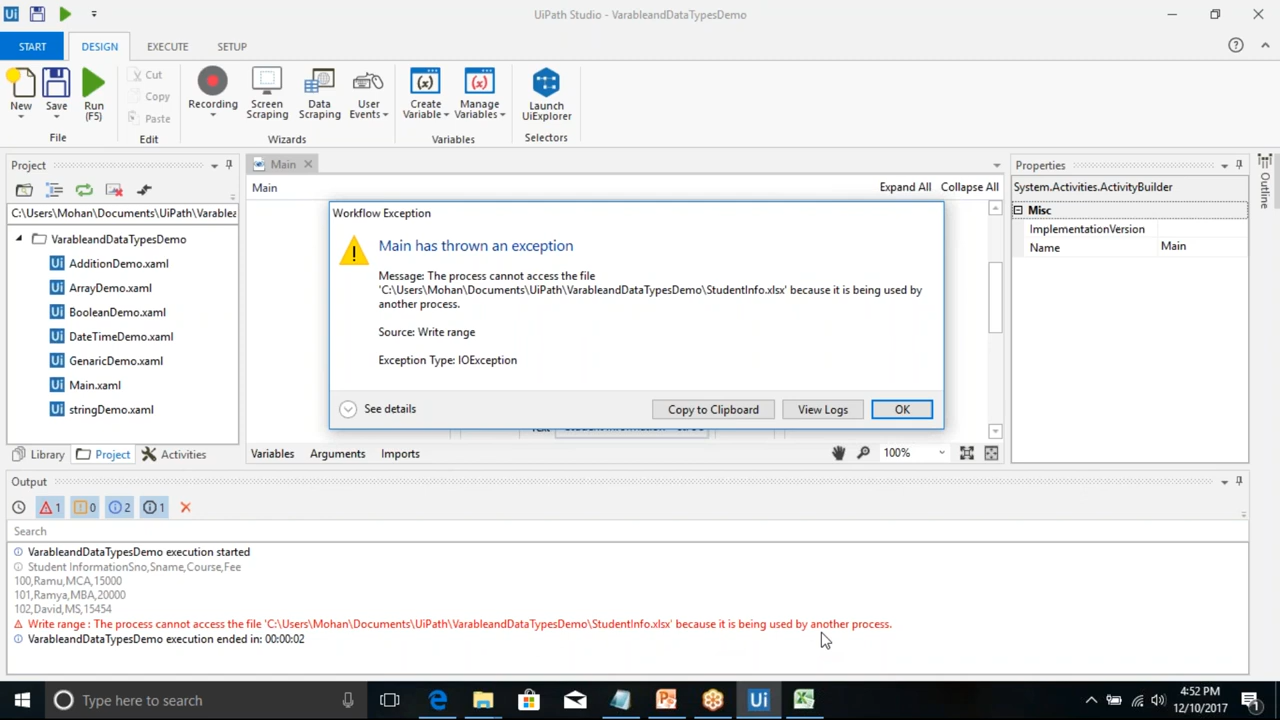 UiPath Studio - VarableandDataTypesDemo
START DESIGN EXECUTE SETUP
New Save Run (F5) Cut Copy Paste Recording Screen Scraping Data Scraping User Events Create Variable Manage Variables Launch UiExplorer
File Edit Wizards Variables Selectors
Project
Main
Properties
Outline
Main
Expand All Collapse All
System.Activities.ActivityBuilder
C:\Users\Mohan\Documents\UiPath\Varablea
Misc
ImplementationVersion
Name Main
VarableandDataTypesDemo
AdditionDemo.xaml
ArrayDemo.xaml
BooleanDemo.xaml
DateTimeDemo.xaml
GenaricDemo.xaml
Main.xaml
stringDemo.xaml
Workflow Exception
Main has thrown an exception
Message: The process cannot access the file
'C:\Users\Mohan\Documents\UiPath\VarableandDataTypesDemo\StudentInfo.xlsx' because it is being used by
another process.
Source: Write range
Exception Type: IOException
See details Copy to Clipboard View Logs OK
Library Project Activities
Variables Arguments Imports 100%
Output
1 0 2 1
Search
VarableandDataTypesDemo execution started
Student InformationSno,Sname,Course,Fee
100,Ramu,MCA,15000
101,Ramya,MBA,20000
102,David,MS,15454
Write range : The process cannot access the file 'C:\Users\Mohan\Documents\UiPath\VarableandDataTypesDemo\StudentInfo.xlsx' because it is being used by another process.
VarableandDataTypesDemo execution ended in: 00:00:02
Type here to search
4:52 PM
12/10/2017